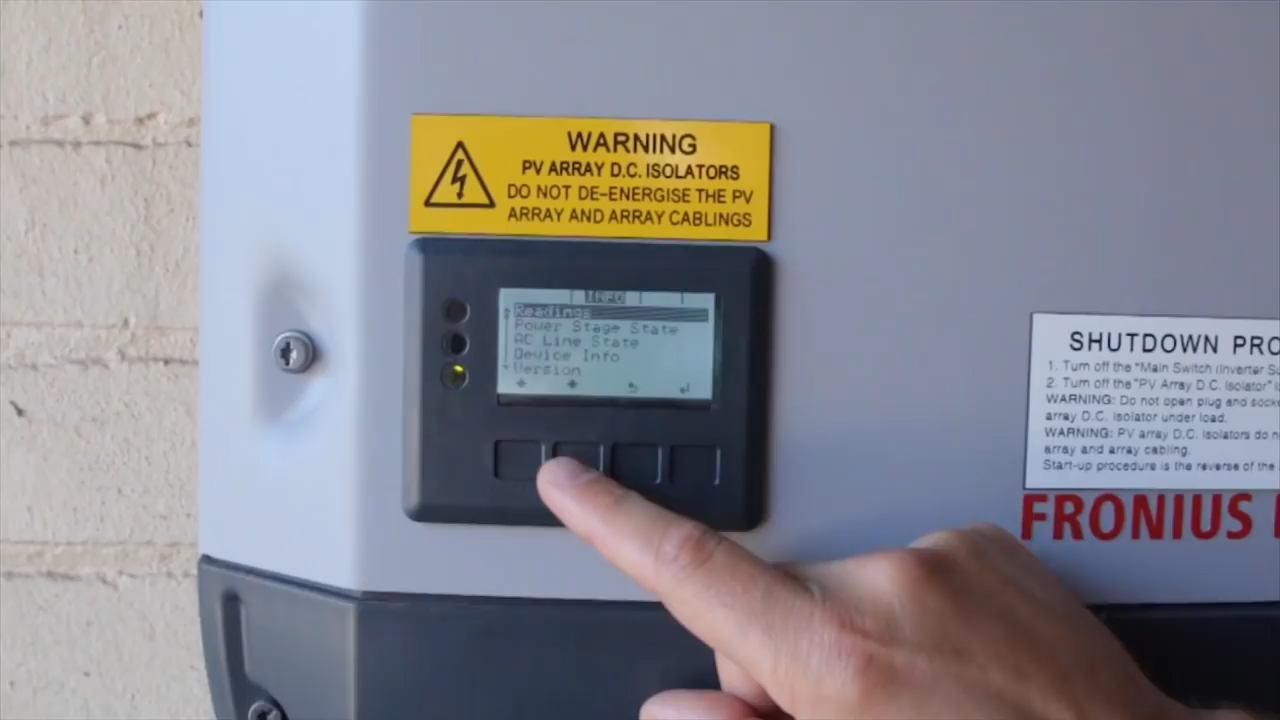 WARNING
PV ARRAY D.C. ISOLATORS
DO NOT DE-ENERGISE THE PV
ARRAY AND ARRAY CABLINGS
INFO
Readings
Power Stage State
AC Line State
Device Info
Version
SHUTDOWN PRO
1. Turn off the "Main Switch (Inverter Su
2. Turn off the "PV Array D.C. Isolator"
WARNING: Do not open plug and socke
array D.C. Isolator under load.
WARNING: PV array D.C. Isolators do n
array and array cabling.
Start-up procedure is the reverse of the
FRONIUS